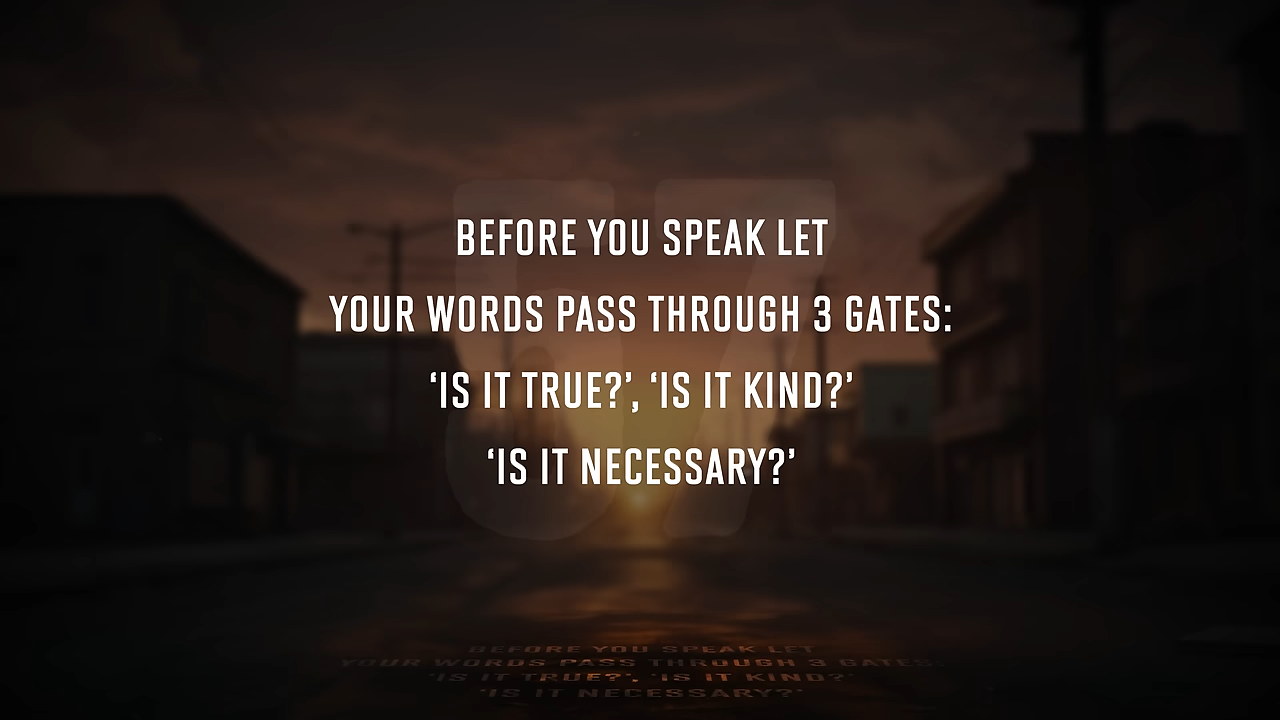 BEFORE YOU SPEAK LET
YOUR WORDS PASS THROUGH 3 GATES:
‘IS IT TRUE?’, ‘IS IT KIND?’
‘IS IT NECESSARY?’
BEFORE YOU SPEAK LET
YOUR WORDS PASS THROUGH 3 GATES:
‘IS IT TRUE?’, ‘IS IT KIND?’
‘IS IT NECESSARY?’